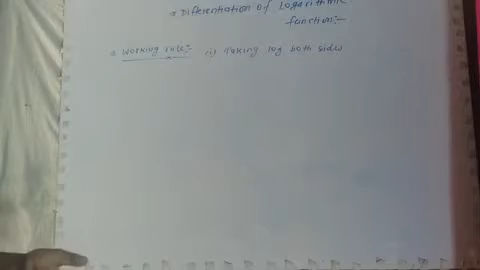 * Differentiation of Logarithmic
function:-
* Working rule:- (i) Taking log both sides